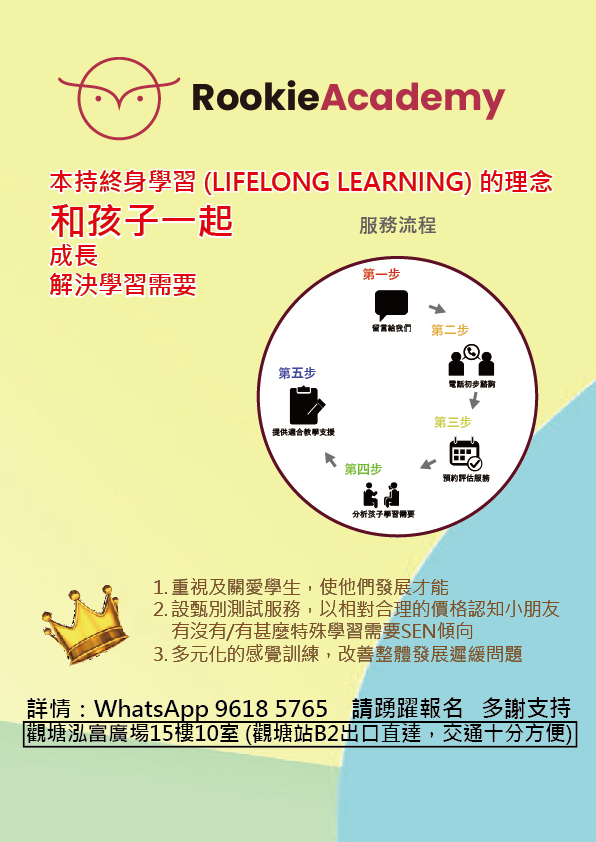 RookieAcademy
本持終身學習 (LIFELONG LEARNING) 的理念
和孩子一起
成長
解決學習需要
服務流程
第一步
留言給我們
第二步
電話初步諮詢
第三步
預約評估服務
第四步
分析孩子學習需要
第五步
提供適合教學支援
1. 重視及關愛學生，使他們發展才能
2. 設甄別測試服務，以相對合理的價格認知小朋友
有沒有/有甚麼特殊學習需要SEN傾向
3. 多元化的感覺訓練，改善整體發展遲緩問題
詳情：WhatsApp 9618 5765 請踴躍報名 多謝支持
觀塘泓富廣場15樓10室 (觀塘站B2出口直達，交通十分方便)